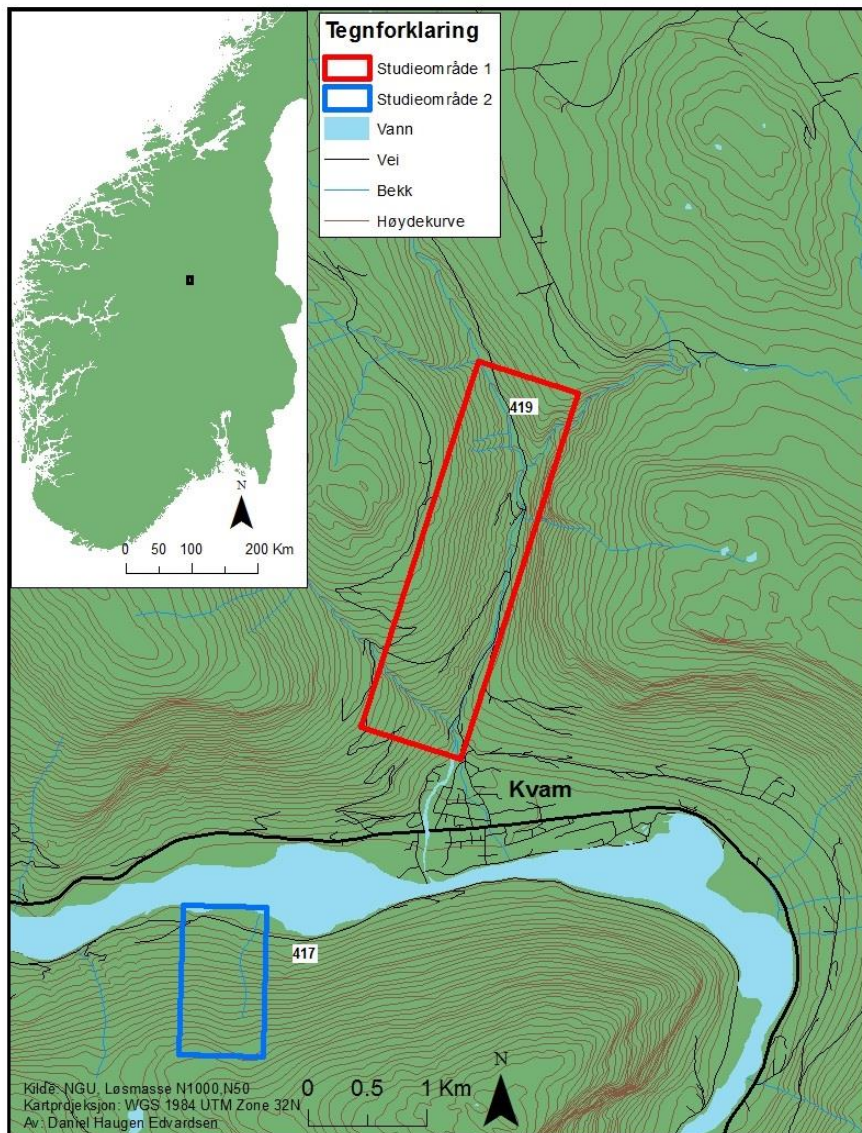 Tegnforklaring
Studieområde 1
Studieområde 2
Vann
Vei
Bekk
Høydekurve
N
0 50 100 200 Km
419
Kvam
417
Kilde: NGU, Løsmasse N1000,N50
Kartprojeksjon: WGS 1984 UTM Zone 32N
Av: Daniel Haugen Edvardsen
0 0.5 1 Km
N